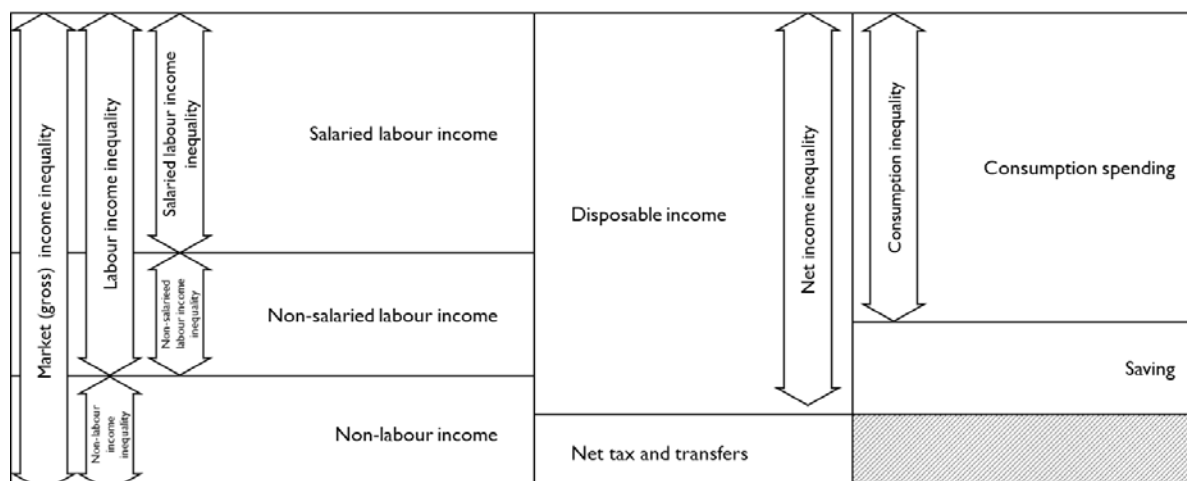 Market (gross) income inequality
Labour income inequality
Non-labour
income
inequality
Salaried labour income
inequality
Non-salarieed
labour income
inequality
Salaried labour income
Non-salaried labour income
Non-labour income
Disposable income
Net tax and transfers
Net income inequality
Consumption inequality
Consumption spending
Saving